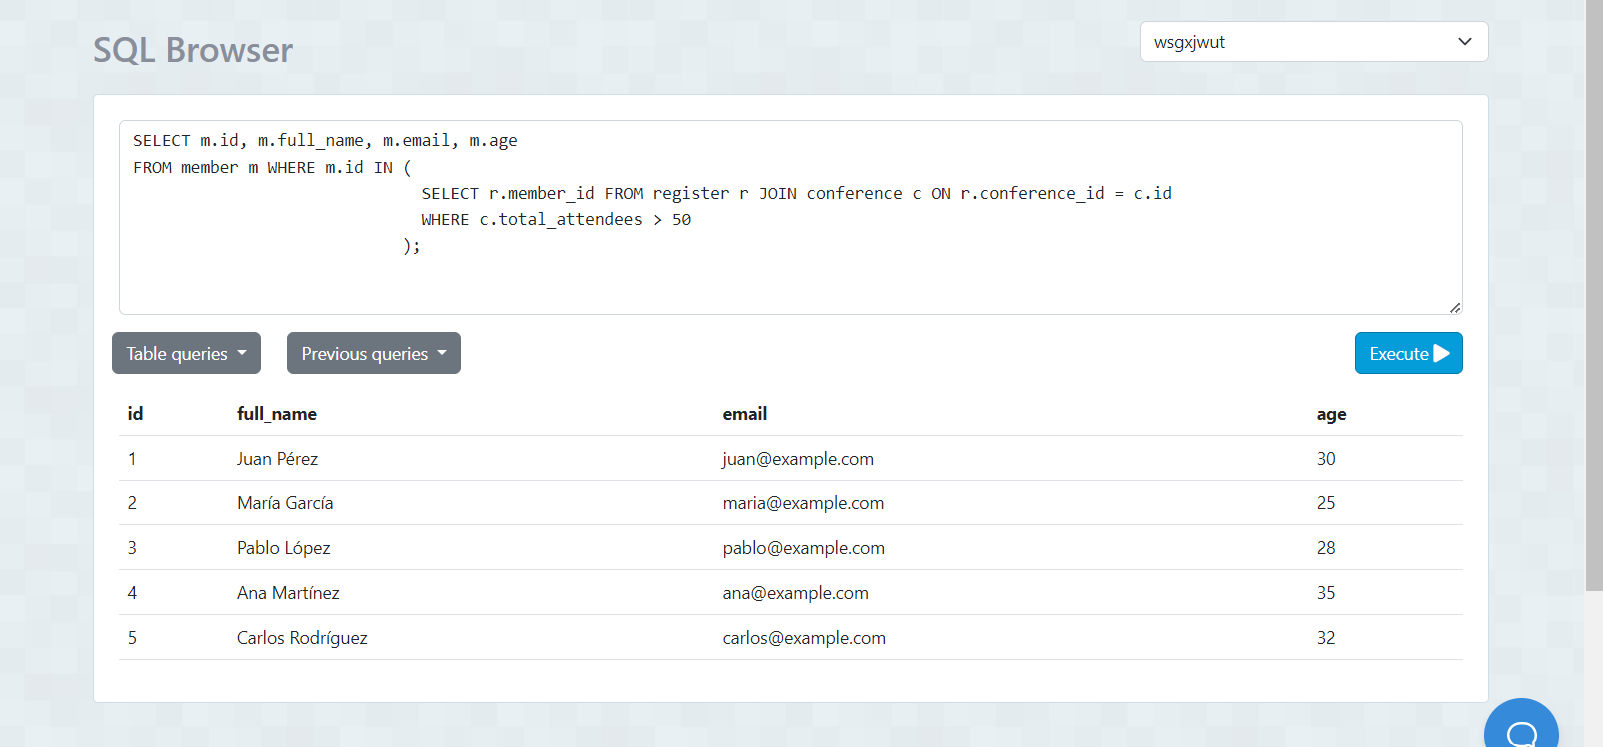 SQL Browser
wsgxjwut
SELECT m.id, m.full_name, m.email, m.age
FROM member m WHERE m.id IN (
SELECT r.member_id FROM register r JOIN conference c ON r.conference_id = c.id
WHERE c.total_attendees > 50
);
Table queries
Previous queries
Execute
id full_name email age
1 Juan Pérez juan@example.com 30
2 María García maria@example.com 25
3 Pablo López pablo@example.com 28
4 Ana Martínez ana@example.com 35
5 Carlos Rodríguez carlos@example.com 32